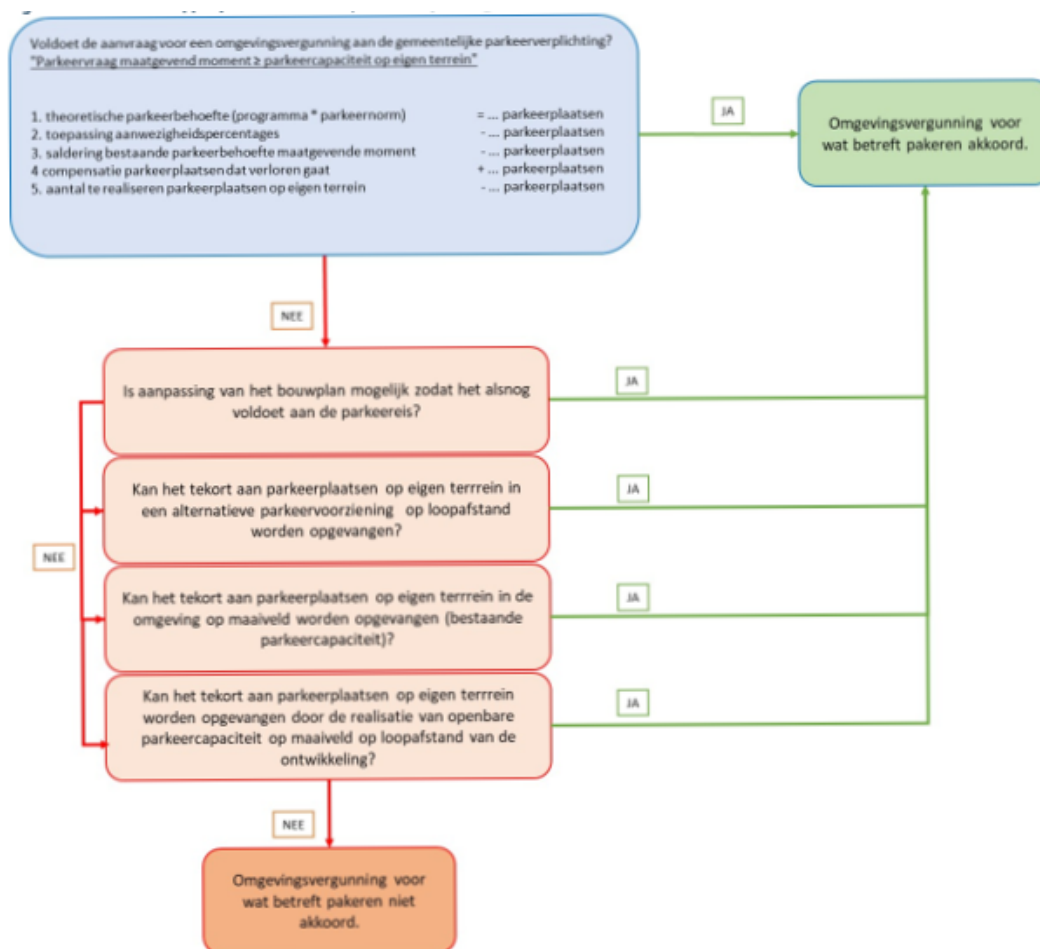 Voldoet de aanvraag voor een omgevingsvergunning aan de gemeentelijke parkeerverplichting?
"Parkeervraag maatgevend moment ≥ parkeercapaciteit op eigen terrein"
1. theoretische parkeerbehoefte (programma * parkeernorm) = ... parkeerplaatsen
2. toepassing aanwezigheidspercentages - ... parkeerplaatsen
3. saldering bestaande parkeerbehoefte maatgevende moment - ... parkeerplaatsen
4 compensatie parkeerplaatsen dat verloren gaat + ... parkeerplaatsen
5. aantal te realiseren parkeerplaatsen op eigen terrein - ... parkeerplaatsen
JA
Omgevingsvergunning voor
wat betreft pakeren akkoord.
NEE
Is aanpassing van het bouwplan mogelijk zodat het alsnog
voldoet aan de parkeereis?
JA
Kan het tekort aan parkeerplaatsen op eigen terrrein in
een alternatieve parkeervoorziening op loopafstand
worden opgevangen?
JA
NEE
Kan het tekort aan parkeerplaatsen op eigen terrrein in de
omgeving op maaiveld worden opgevangen (bestaande
parkeercapaciteit)?
JA
Kan het tekort aan parkeerplaatsen op eigen terrrein
worden opgevangen door de realisatie van openbare
parkeercapaciteit op maaiveld op loopafstand van de
ontwikkeling?
JA
NEE
Omgevingsvergunning voor
wat betreft pakeren niet
akkoord.